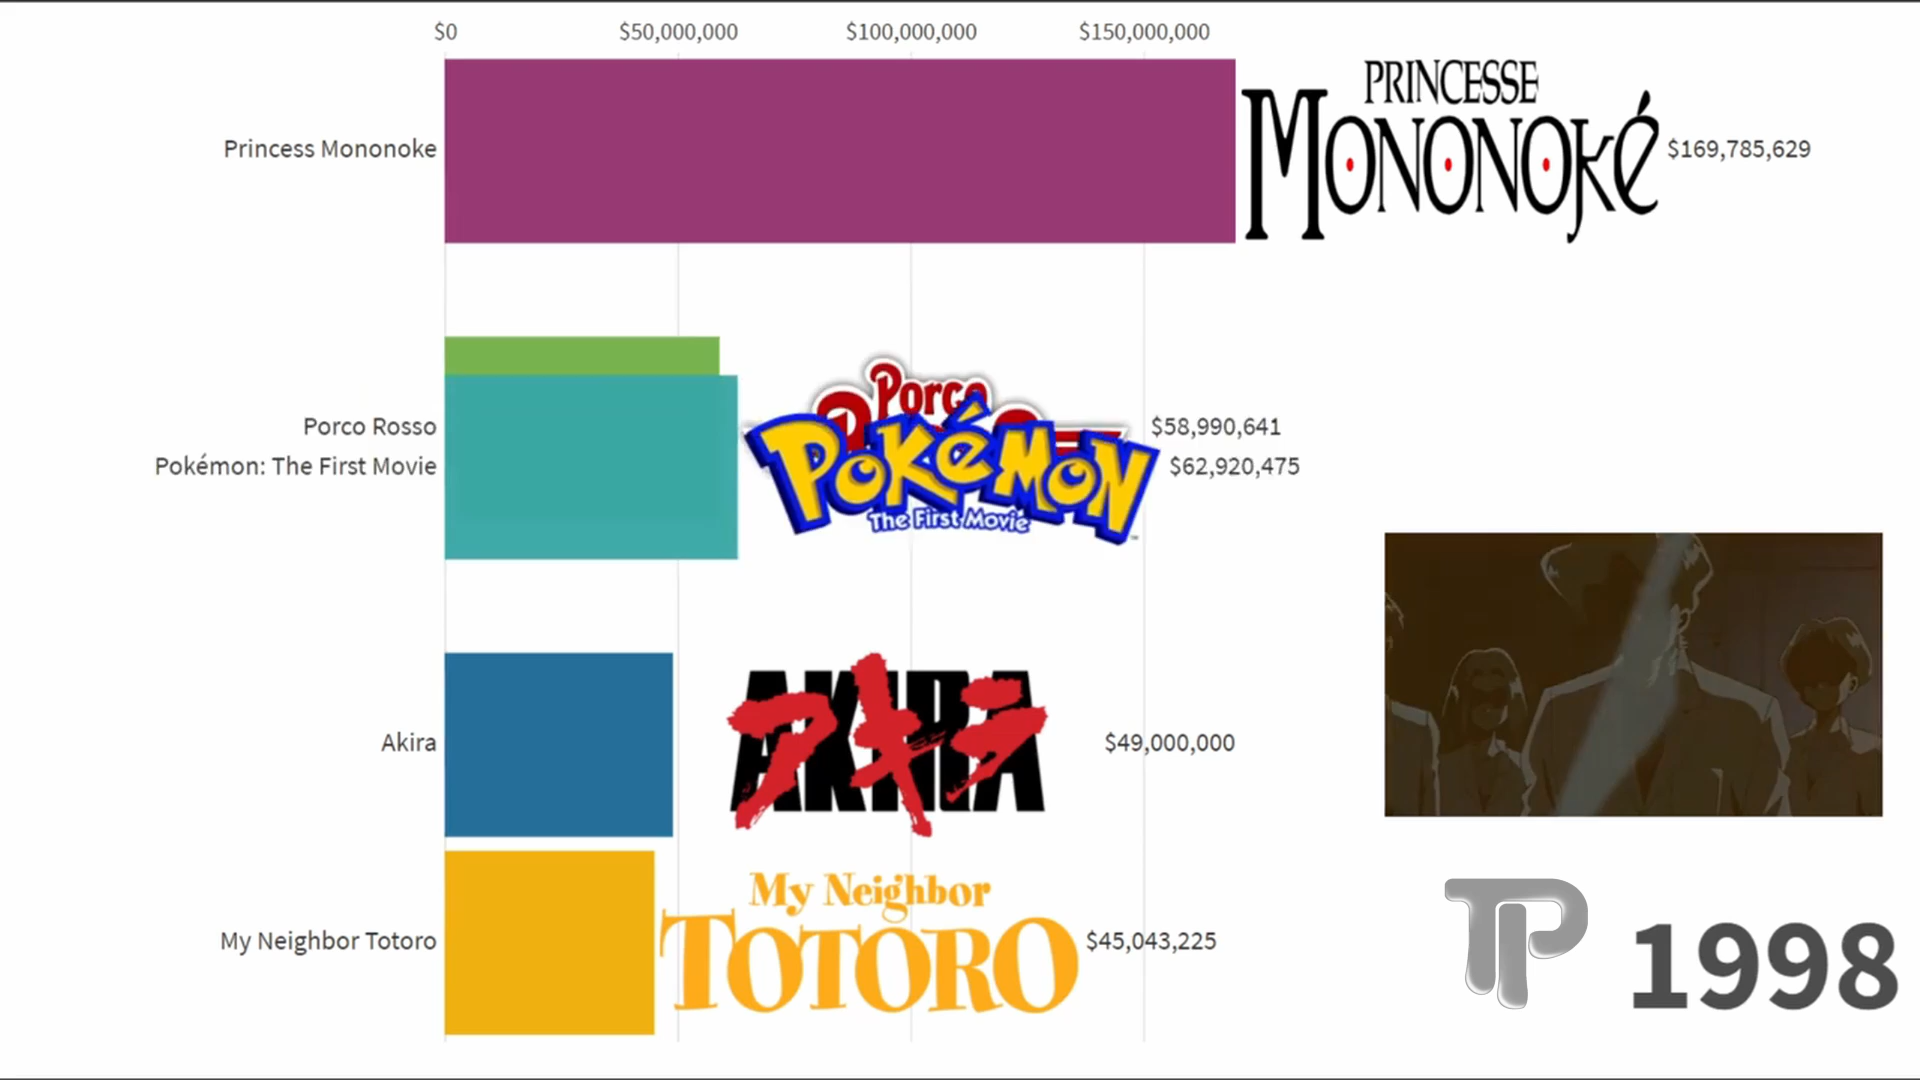 $0 $50,000,000 $100,000,000 $150,000,000
Princess Mononoke
PRINCESSE
MONONOKé
$169,785,629
Porco Rosso
Porco
$58,990,641
Pokémon: The First Movie
POKéMON
The First Movie
$62,920,475
Akira
AKIRA
アキラ
$49,000,000
My Neighbor Totoro
My Neighbor
TOTORO
$45,043,225
TP
1998